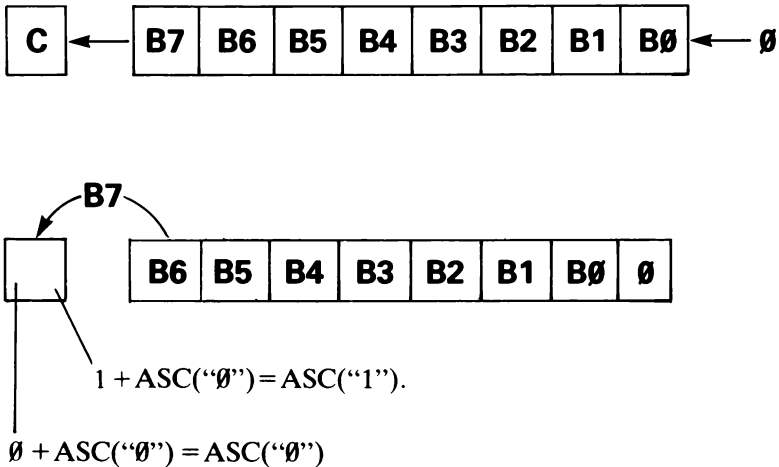 C B7 B6 B5 B4 B3 B2 B1 BØ Ø
B7
B6 B5 B4 B3 B2 B1 BØ Ø
1 + ASC(“Ø”) = ASC(“1”).
Ø + ASC(“Ø”) = ASC(“Ø”)